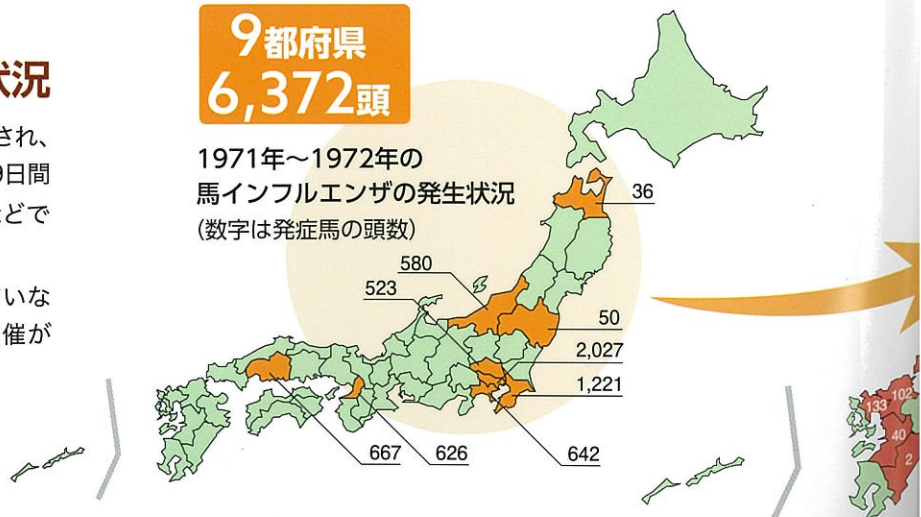 状況
され、
9日間
などで
いな
催が
9都府県
6,372頭
1971年～1972年の
馬インフルエンザの発生状況
(数字は発症馬の頭数)
36
580
523
50
2,027
1,221
667
626
642
133
102
40
2